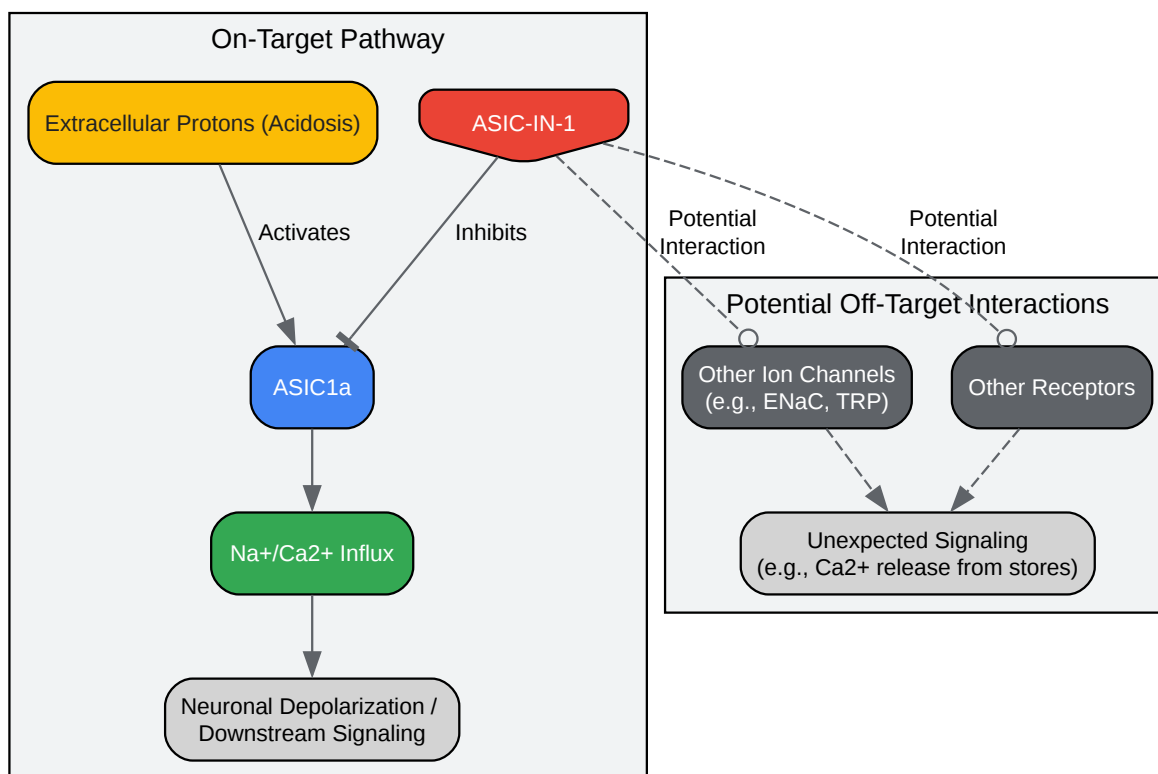 On-Target Pathway
Extracellular Protons (Acidosis)
ASIC-IN-1
Activates
Inhibits
Potential
Interaction
Potential
Interaction
ASIC1a
Na+/Ca2+ Influx
Neuronal Depolarization /
Downstream Signaling
Potential Off-Target Interactions
Other Ion Channels
(e.g., ENaC, TRP)
Other Receptors
Unexpected Signaling
(e.g., Ca2+ release from stores)